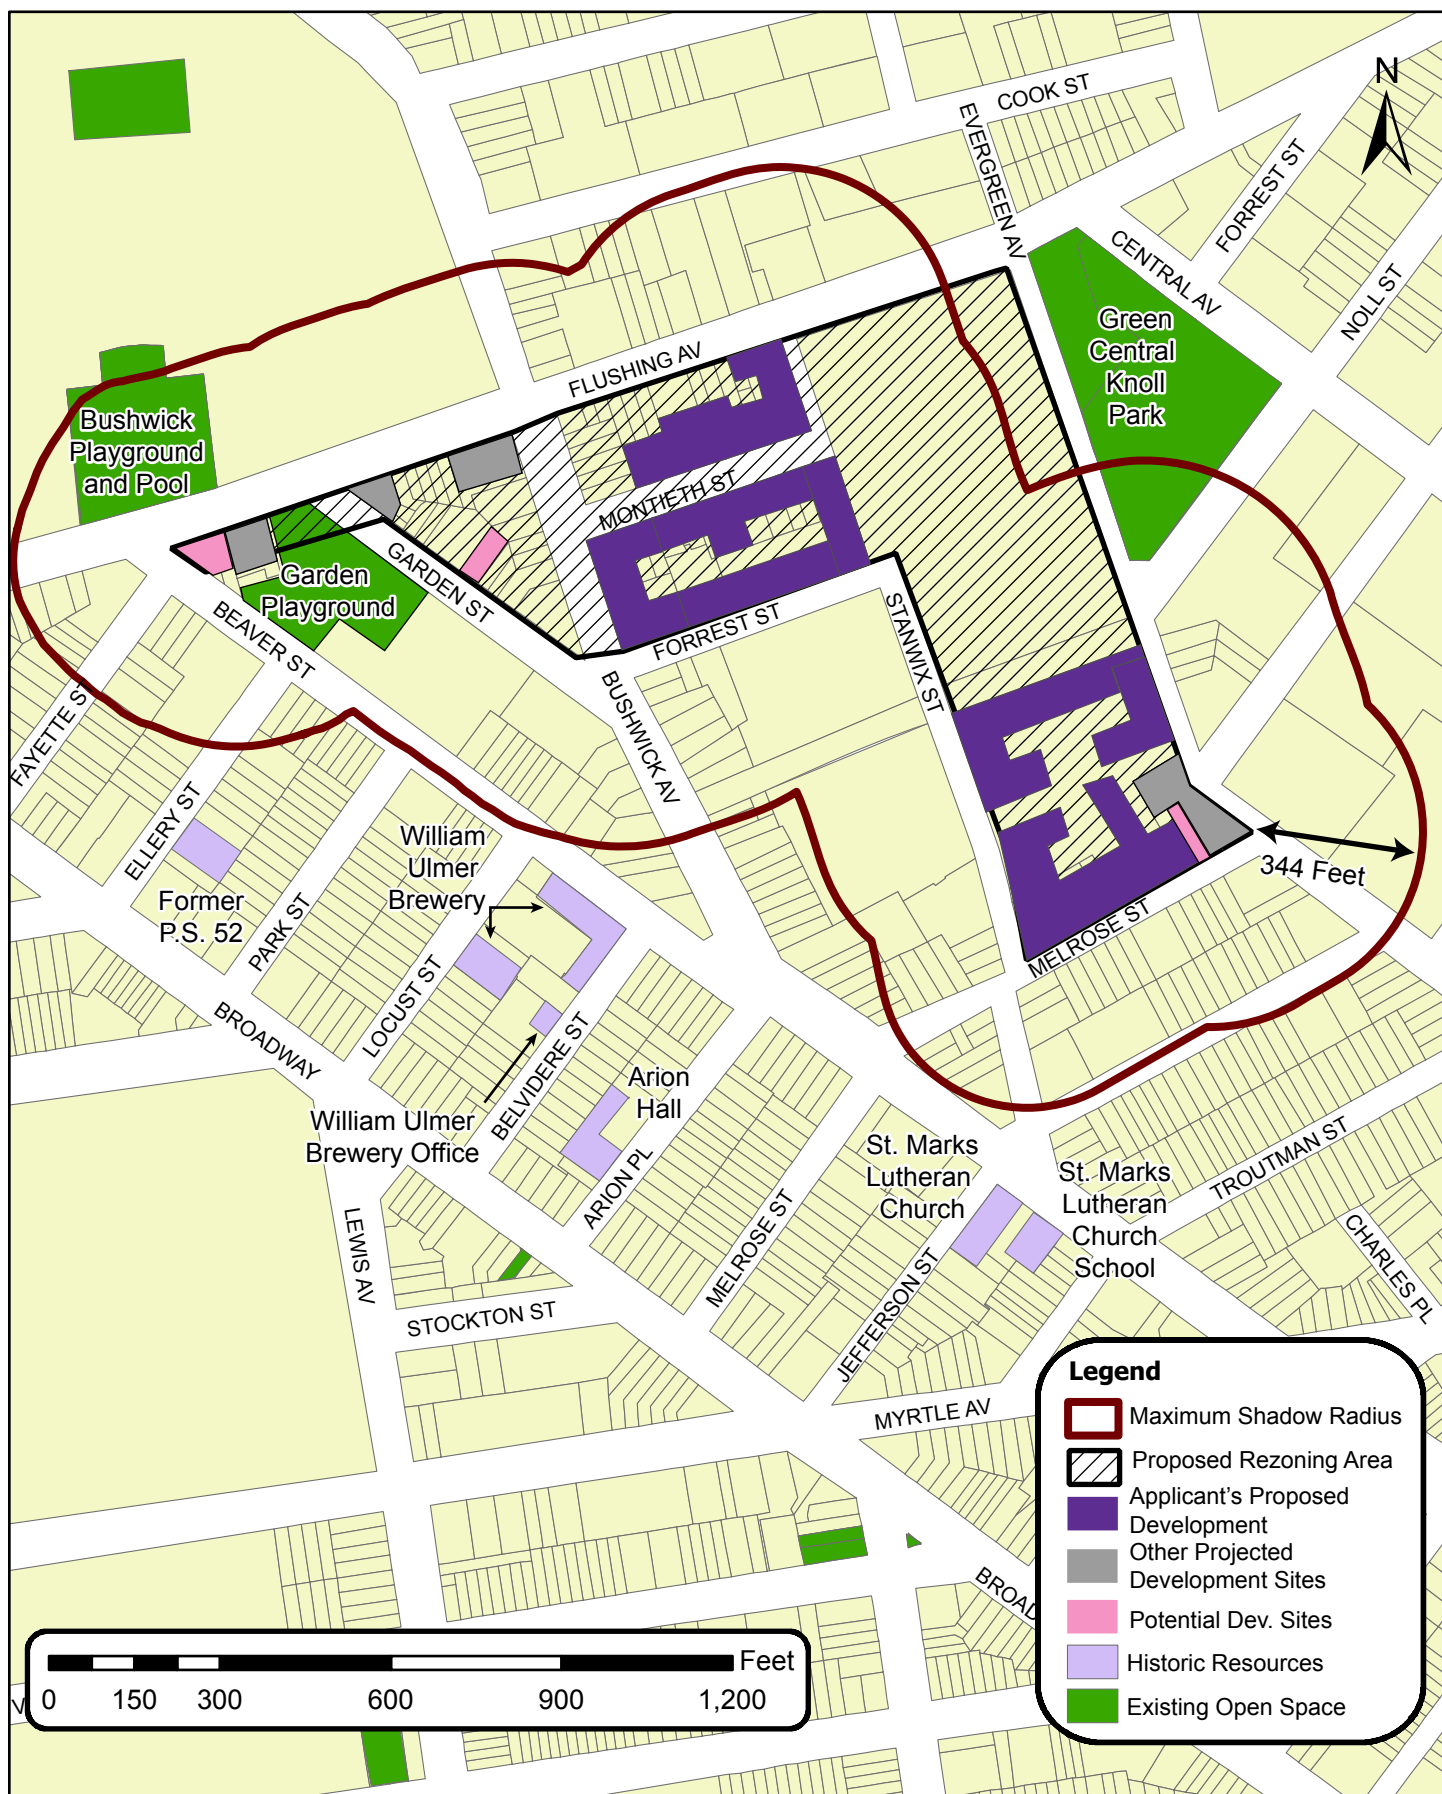 N
COOK ST
EVERGREEN AV
FORREST ST
CENTRAL AV
NOLL ST
Green
Central
Knoll
Park
FLUSHING AV
Bushwick
Playground
and Pool
MONTIETH ST
GARDEN ST
Garden
Playground
BEAVER ST
FORREST ST
STANWIX ST
BUSHWICK AV
FAYETTE ST
ELLERY ST
William
Ulmer
Brewery
344 Feet
Former
P.S. 52
PARK ST
MELROSE ST
LOCUST ST
BROADWAY
BELVIDERE ST
Arion
Hall
William Ulmer
Brewery Office
ARION PL
St. Marks
Lutheran
Church
St. Marks
Lutheran
Church
School
TROUTMAN ST
LEWIS AV
MELROSE ST
JEFFERSON ST
CHARLES PL
STOCKTON ST
MYRTLE AV
Legend
Maximum Shadow Radius
Proposed Rezoning Area
Applicant's Proposed
Development
Other Projected
Development Sites
Potential Dev. Sites
Historic Resources
Existing Open Space
BROAD
Feet
0 150 300 600 900 1,200
V